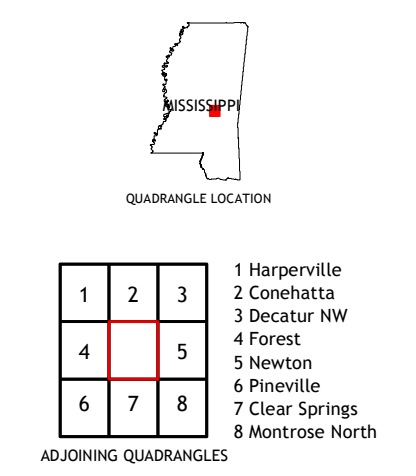 MISSISSIPPI
QUADRANGLE LOCATION
1 2 3
4 5
6 7 8
1 Harperville
2 Conehatta
3 Decatur NW
4 Forest
5 Newton
6 Pineville
7 Clear Springs
8 Montrose North
ADJOINING QUADRANGLES